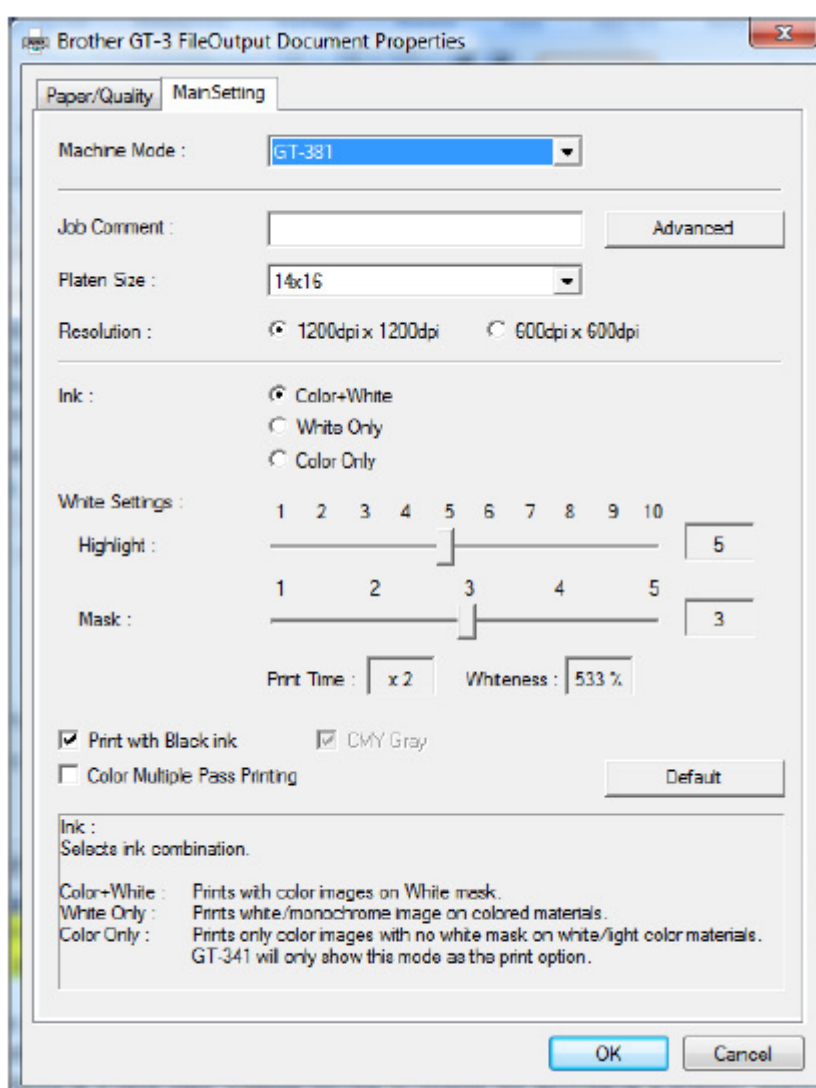 Brother GT-3 FileOutput Document Properties
Paper/Quality MainSetting
Machine Mode : GT-381
Job Comment : Advanced
Platen Size : 14x16
Resolution : 1200dpi x 1200dpi 600dpi x 600dpi
Ink : Color+White
White Only
Color Only
White Settings : 1 2 3 4 5 6 7 8 9 10
Highlight : 5
1 2 3 4 5
Mask : 3
Print Time : x 2 Whiteness : 533 %
Print with Black ink CMY Gray
Color Multiple Pass Printing Default
Ink :
Selects ink combination.
Color+White : Prints with color images on White mask.
White Only : Prints white/monochrome image on colored materials.
Color Only : Prints only color images with no white mask on white/light color materials.
GT-341 will only show this mode as the print option.
OK Cancel